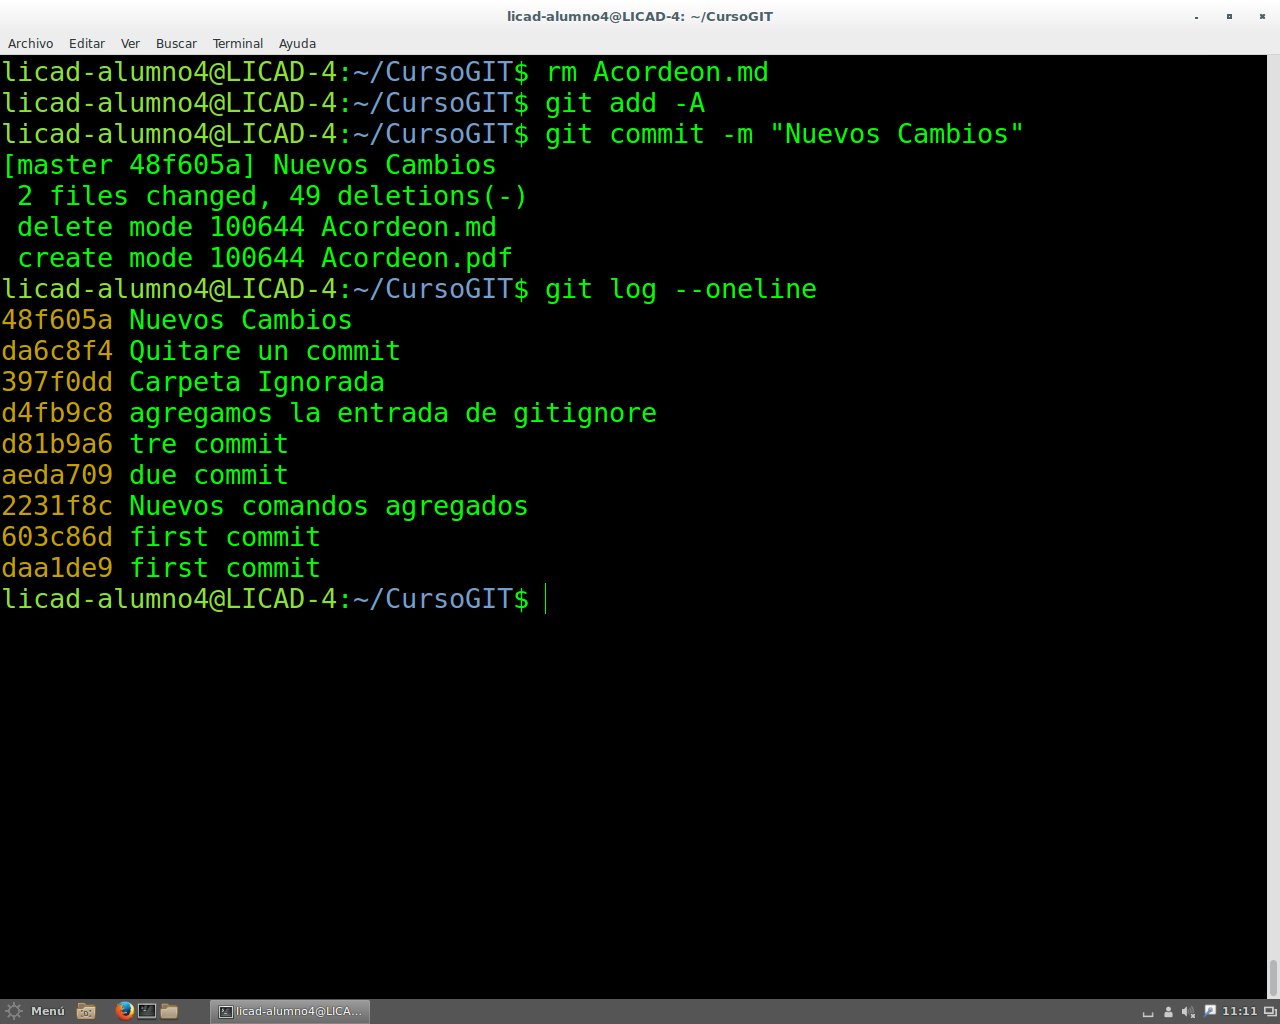 licad-alumno4@LICAD-4: ~/CursoGIT
Archivo Editar Ver Buscar Terminal Ayuda
licad-alumno4@LICAD-4:~/CursoGIT$ rm Acordeon.md
licad-alumno4@LICAD-4:~/CursoGIT$ git add -A
licad-alumno4@LICAD-4:~/CursoGIT$ git commit -m "Nuevos Cambios"
[master 48f605a] Nuevos Cambios
 2 files changed, 49 deletions(-)
 delete mode 100644 Acordeon.md
 create mode 100644 Acordeon.pdf
licad-alumno4@LICAD-4:~/CursoGIT$ git log --oneline
48f605a Nuevos Cambios
da6c8f4 Quitare un commit
397f0dd Carpeta Ignorada
d4fb9c8 agregamos la entrada de gitignore
d81b9a6 tre commit
aeda709 due commit
2231f8c Nuevos comandos agregados
603c86d first commit
daa1de9 first commit
licad-alumno4@LICAD-4:~/CursoGIT$
Menú licad-alumno4@LICA... 11:11